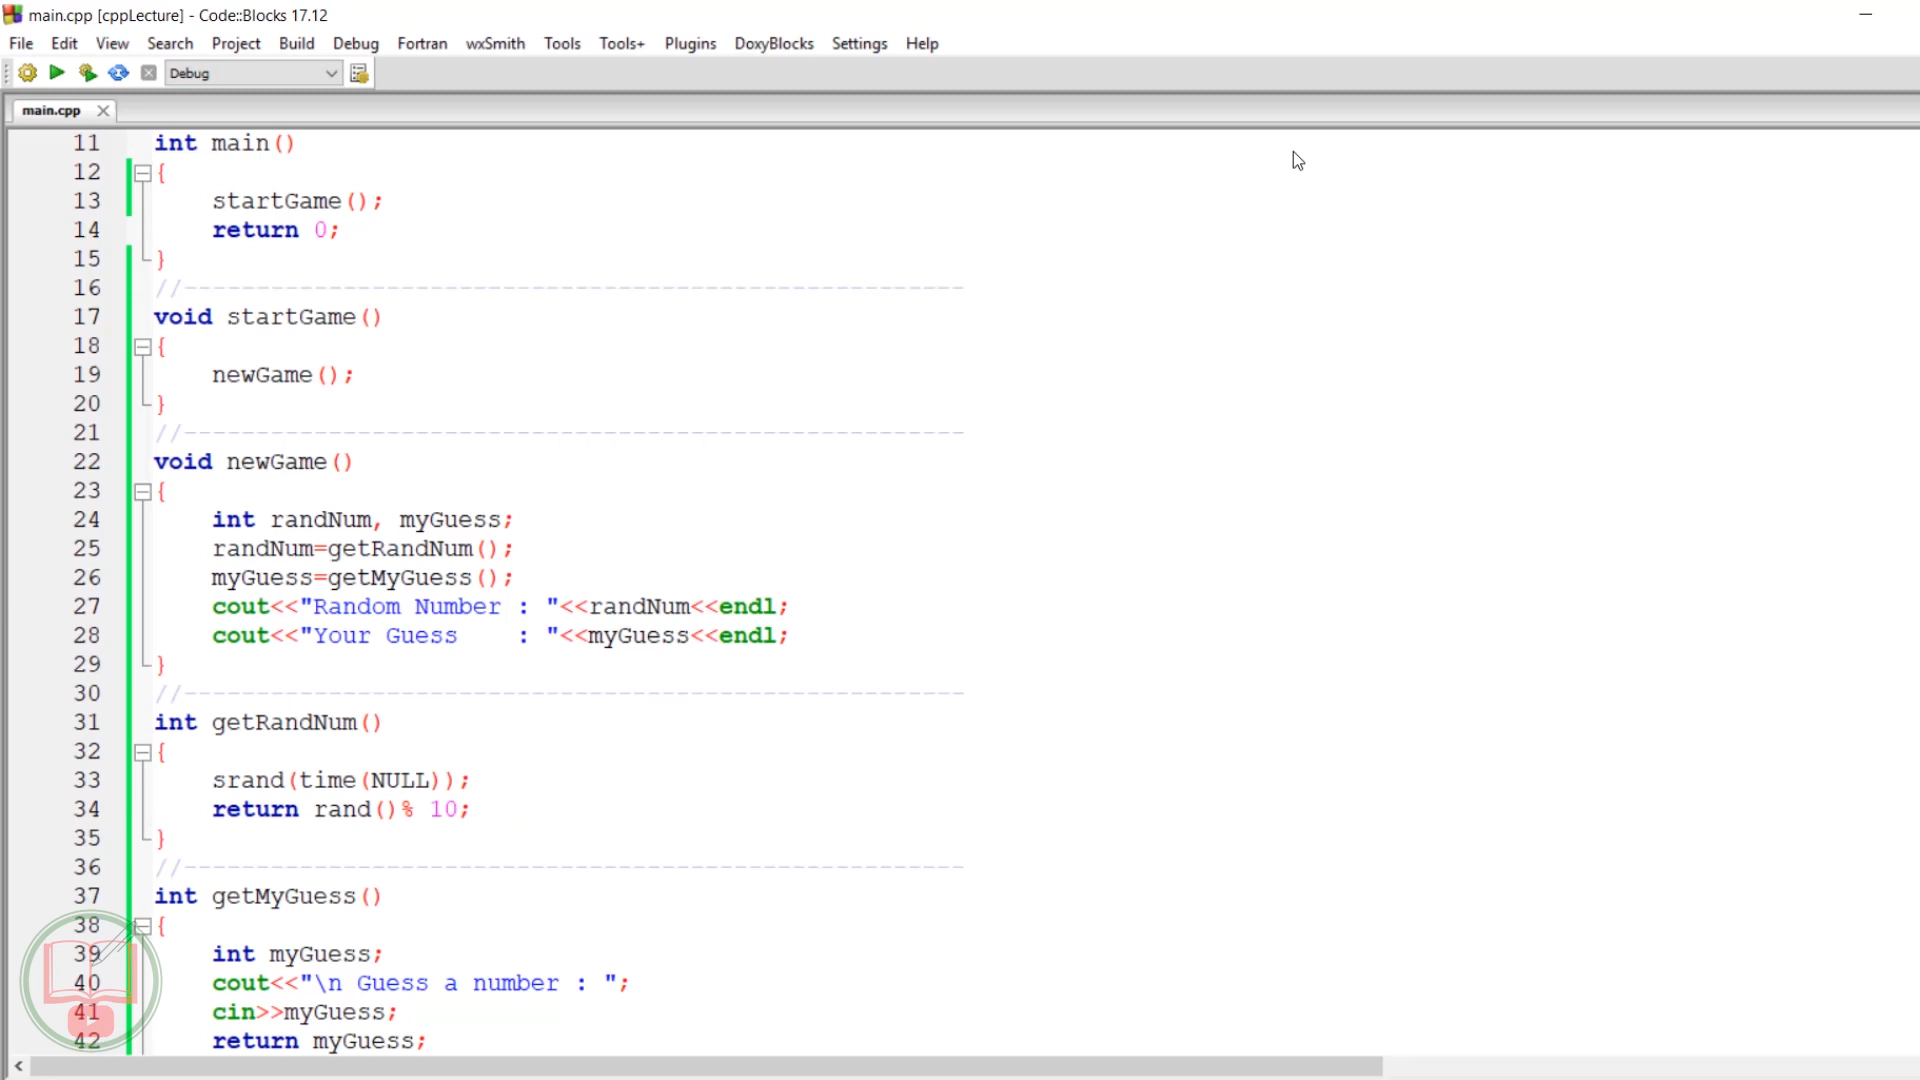 main.cpp [cppLecture] - Code::Blocks 17.12
File Edit View Search Project Build Debug Fortran wxSmith Tools Tools+ Plugins DoxyBlocks Settings Help
Debug
main.cpp
11 int main()
12 {
13 startGame();
14 return 0;
15 }
16 //------------------------------------------------------
17 void startGame()
18 {
19 newGame();
20 }
21 //------------------------------------------------------
22 void newGame()
23 {
24 int randNum, myGuess;
25 randNum=getRandNum();
26 myGuess=getMyGuess();
27 cout<<"Random Number : "<<randNum<<endl;
28 cout<<"Your Guess    : "<<myGuess<<endl;
29 }
30 //------------------------------------------------------
31 int getRandNum()
32 {
33 srand(time(NULL));
34 return rand()% 10;
35 }
36 //------------------------------------------------------
37 int getMyGuess()
38 {
39 int myGuess;
40 cout<<"\n Guess a number : ";
41 cin>>myGuess;
42 return myGuess;